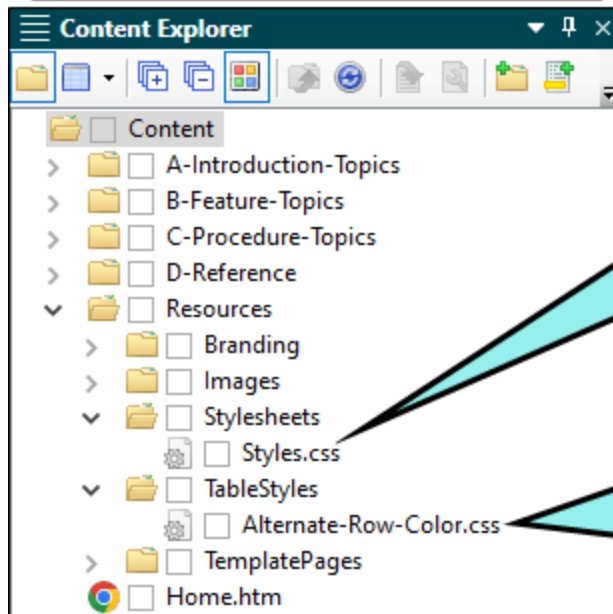 Content Explorer
Content
A-Introduction-Topics
B-Feature-Topics
C-Procedure-Topics
D-Reference
Resources
Branding
Images
Stylesheets
Styles.css
TableStyles
Alternate-Row-Color.css
TemplatePages
Home.htm